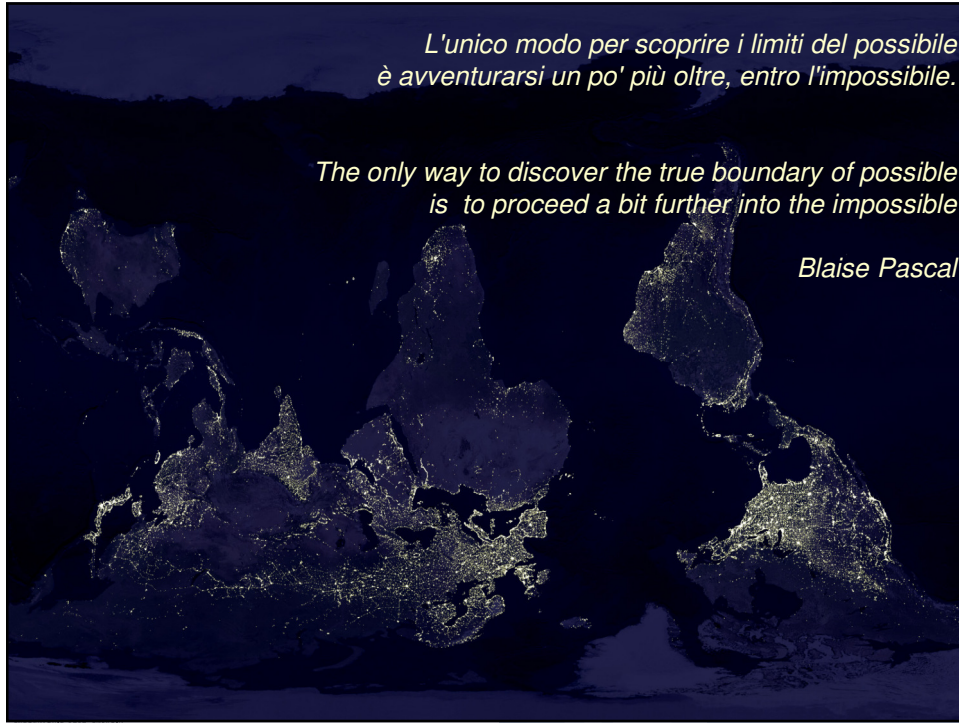 L'unico modo per scoprire i limiti del possibile
è avventurarsi un po' più oltre, entro l'impossibile.
The only way to discover the true boundary of possible
is to proceed a bit further into the impossible
Blaise Pascal